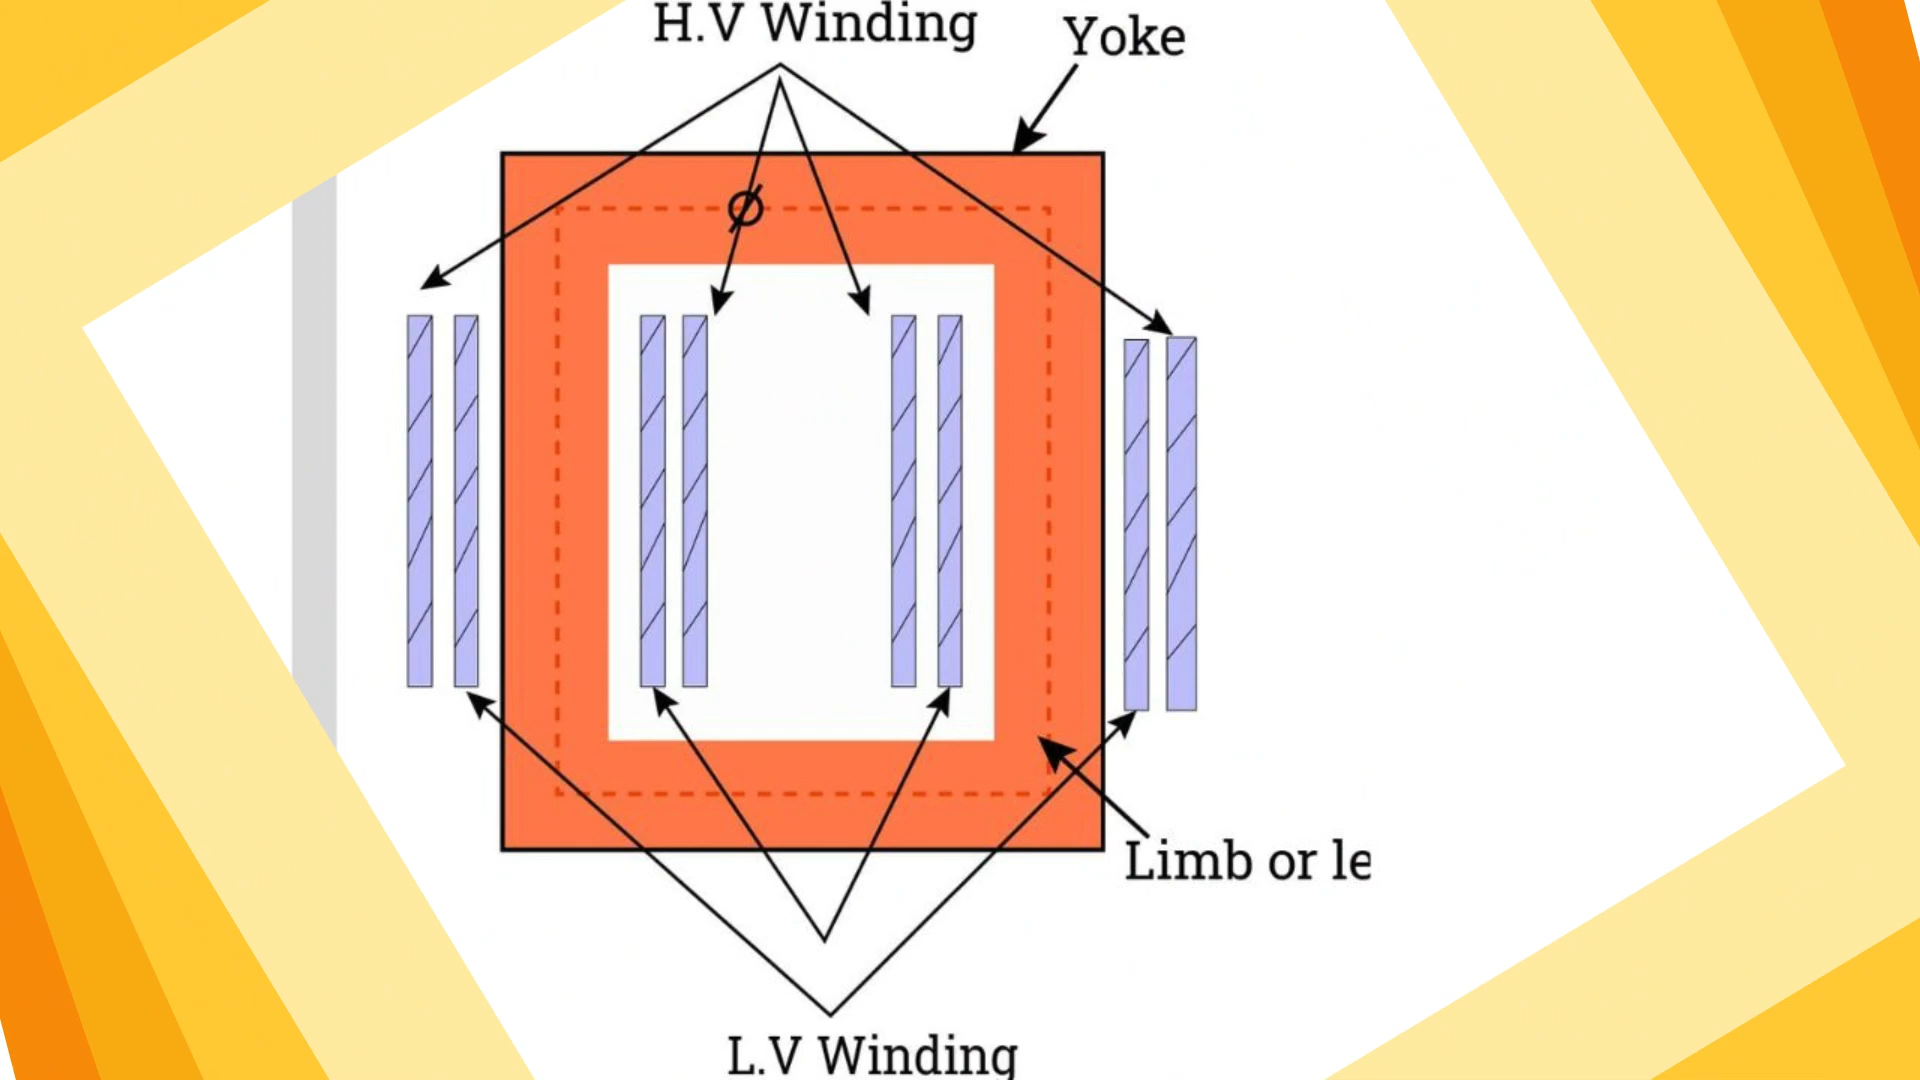 H.V Winding
Yoke
ϕ
Limb or le
L.V Winding